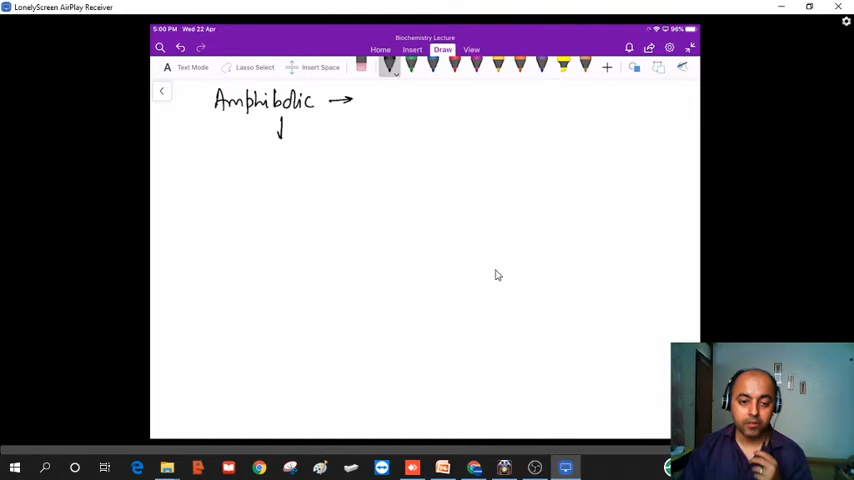 LonelyScreen AirPlay Receiver
5:00 PM Wed 22 Apr
96%
Biochemistry Lecture
Home Insert Draw View
Text Mode Lasso Select Insert Space
Amphibolic →
↓